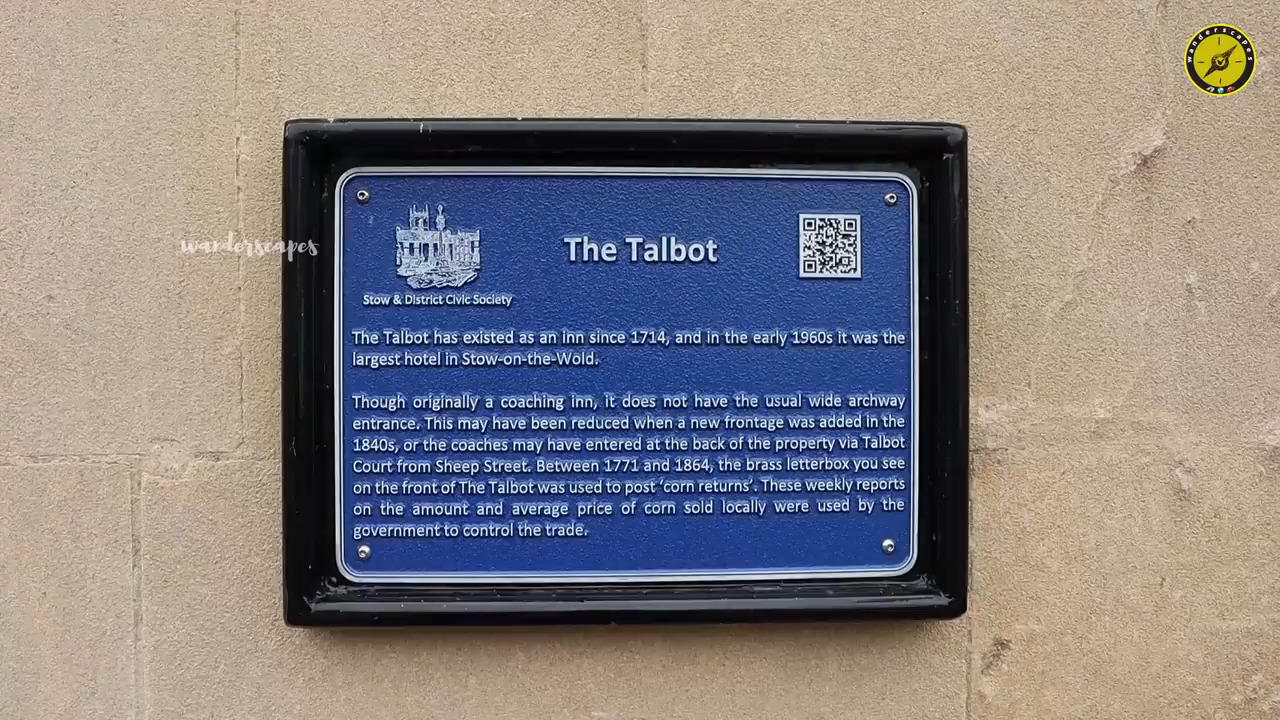 wanderscapes
wanderscapes
The Talbot
Stow & District Civic Society
The Talbot has existed as an inn since 1714, and in the early 1960s it was the
largest hotel in Stow-on-the-Wold.
Though originally a coaching inn, it does not have the usual wide archway
entrance. This may have been reduced when a new frontage was added in the
1840s, or the coaches may have entered at the back of the property via Talbot
Court from Sheep Street. Between 1771 and 1864, the brass letterbox you see
on the front of The Talbot was used to post ‘corn returns’. These weekly reports
on the amount and average price of corn sold locally were used by the
government to control the trade.